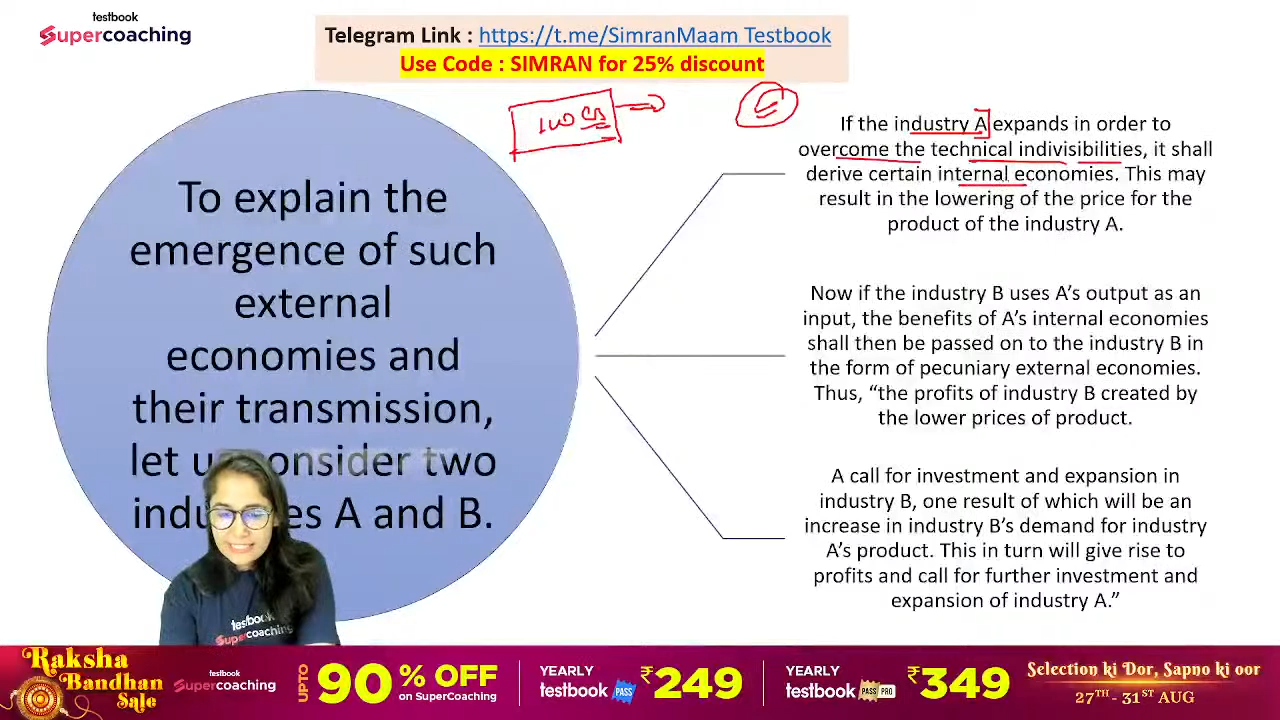 testbook
Supercoaching
Telegram Link : https://t.me/SimranMaam Testbook
Use Code : SIMRAN for 25% discount
100
To explain the
emergence of such
external
economies and
their transmission,
let us consider two
industries A and B.
If the industry A expands in order to
overcome the technical indivisibilities, it shall
derive certain internal economies. This may
result in the lowering of the price for the
product of the industry A.
Now if the industry B uses A's output as an
input, the benefits of A's internal economies
shall then be passed on to the industry B in
the form of pecuniary external economies.
Thus, “the profits of industry B created by
the lower prices of product.
A call for investment and expansion in
industry B, one result of which will be an
increase in industry B's demand for industry
A's product. This in turn will give rise to
profits and call for further investment and
expansion of industry A.”
testbook
Supercoaching
Raksha
Bandhan
Sale
testbook
Supercoaching
UPTO
90% OFF
on SuperCoaching
YEARLY
testbook PASS
₹249
YEARLY
testbook PASS PRO
₹349
Selection ki Dor, Sapno ki oor
27TH - 31ST AUG